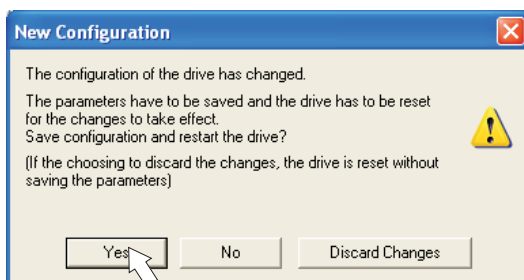 New Configuration
The configuration of the drive has changed.
The parameters have to be saved and the drive has to be reset
for the changes to take effect.
Save configuration and restart the drive?
(If the choosing to discard the changes, the drive is reset without
saving the parameters)
Yes No Discard Changes